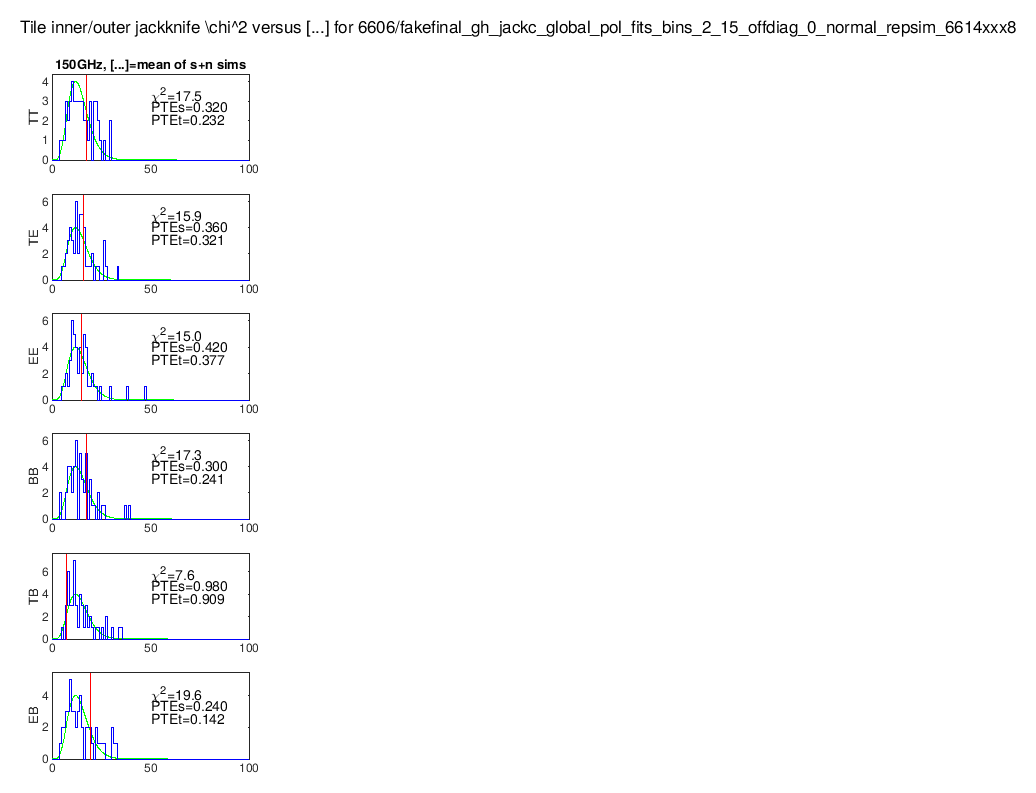 Tile inner/outer jackknife \chi^2 versus [...] for 6606/fakefinal_gh_jackc_global_pol_fits_bins_2_15_offdiag_0_normal_repsim_6614xxx8
150GHz, [...]=mean of s+n sims
TT
4
3
2
1
0
χ2=17.5
PTEs=0.320
PTEt=0.232
0 50 100
TE
6
4
2
0
χ2=15.9
PTEs=0.360
PTEt=0.321
0 50 100
EE
6
4
2
0
χ2=15.0
PTEs=0.420
PTEt=0.377
0 50 100
BB
6
4
2
0
χ2=17.3
PTEs=0.300
PTEt=0.241
0 50 100
TB
6
4
2
0
χ2=7.6
PTEs=0.980
PTEt=0.909
0 50 100
EB
4
2
0
χ2=19.6
PTEs=0.240
PTEt=0.142
0 50 100